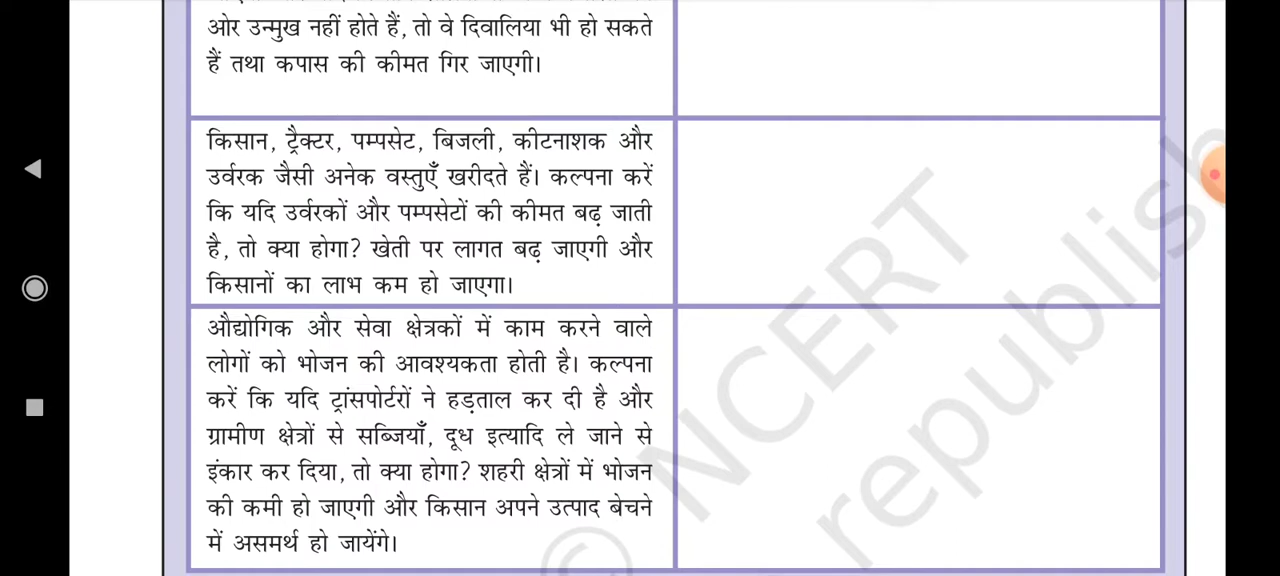 ओर उन्मुख नहीं होते हैं, तो वे दिवालिया भी हो सकते
हैं तथा कपास की कीमत गिर जाएगी।
किसान, ट्रैक्टर, पम्पसेट, बिजली, कीटनाशक और
उर्वरक जैसी अनेक वस्तुएँ खरीदते हैं। कल्पना करें
कि यदि उर्वरकों और पम्पसेटों की कीमत बढ़ जाती
है, तो क्या होगा? खेती पर लागत बढ़ जाएगी और
किसानों का लाभ कम हो जाएगा।
औद्योगिक और सेवा क्षेत्रकों में काम करने वाले
लोगों को भोजन की आवश्यकता होती है। कल्पना
करें कि यदि ट्रांसपोर्टरों ने हड़ताल कर दी है और
ग्रामीण क्षेत्रों से सब्जियाँ, दूध इत्यादि ले जाने से
इंकार कर दिया, तो क्या होगा? शहरी क्षेत्रों में भोजन
की कमी हो जाएगी और किसान अपने उत्पाद बेचने
में असमर्थ हो जायेंगे।
© NCERT
republish